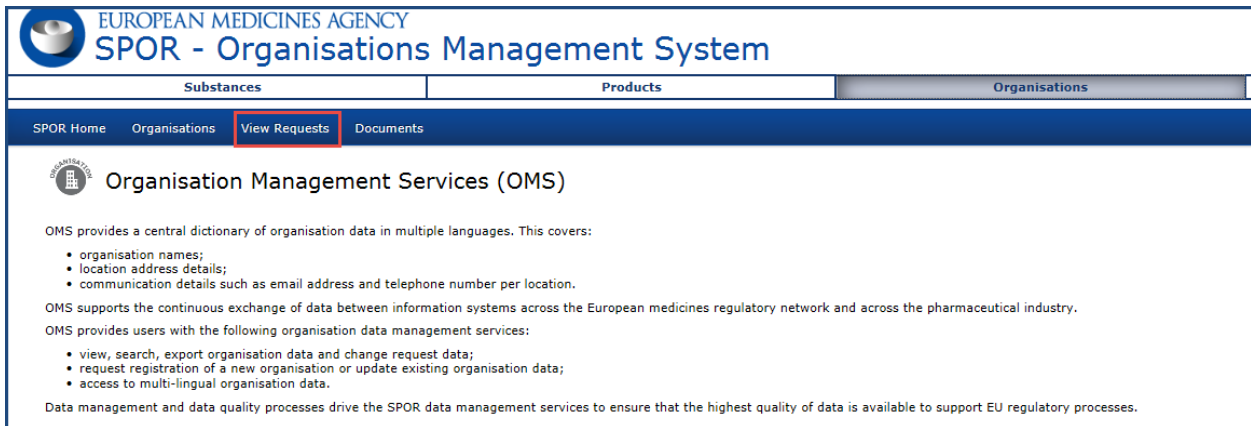 EUROPEAN MEDICINES AGENCY
SPOR - Organisations Management System
Substances Products Organisations
SPOR Home Organisations View Requests Documents
ORGANISATION
Organisation Management Services (OMS)
OMS provides a central dictionary of organisation data in multiple languages. This covers:
• organisation names;
• location address details;
• communication details such as email address and telephone number per location.
OMS supports the continuous exchange of data between information systems across the European medicines regulatory network and across the pharmaceutical industry.
OMS provides users with the following organisation data management services:
• view, search, export organisation data and change request data;
• request registration of a new organisation or update existing organisation data;
• access to multi-lingual organisation data.
Data management and data quality processes drive the SPOR data management services to ensure that the highest quality of data is available to support EU regulatory processes.